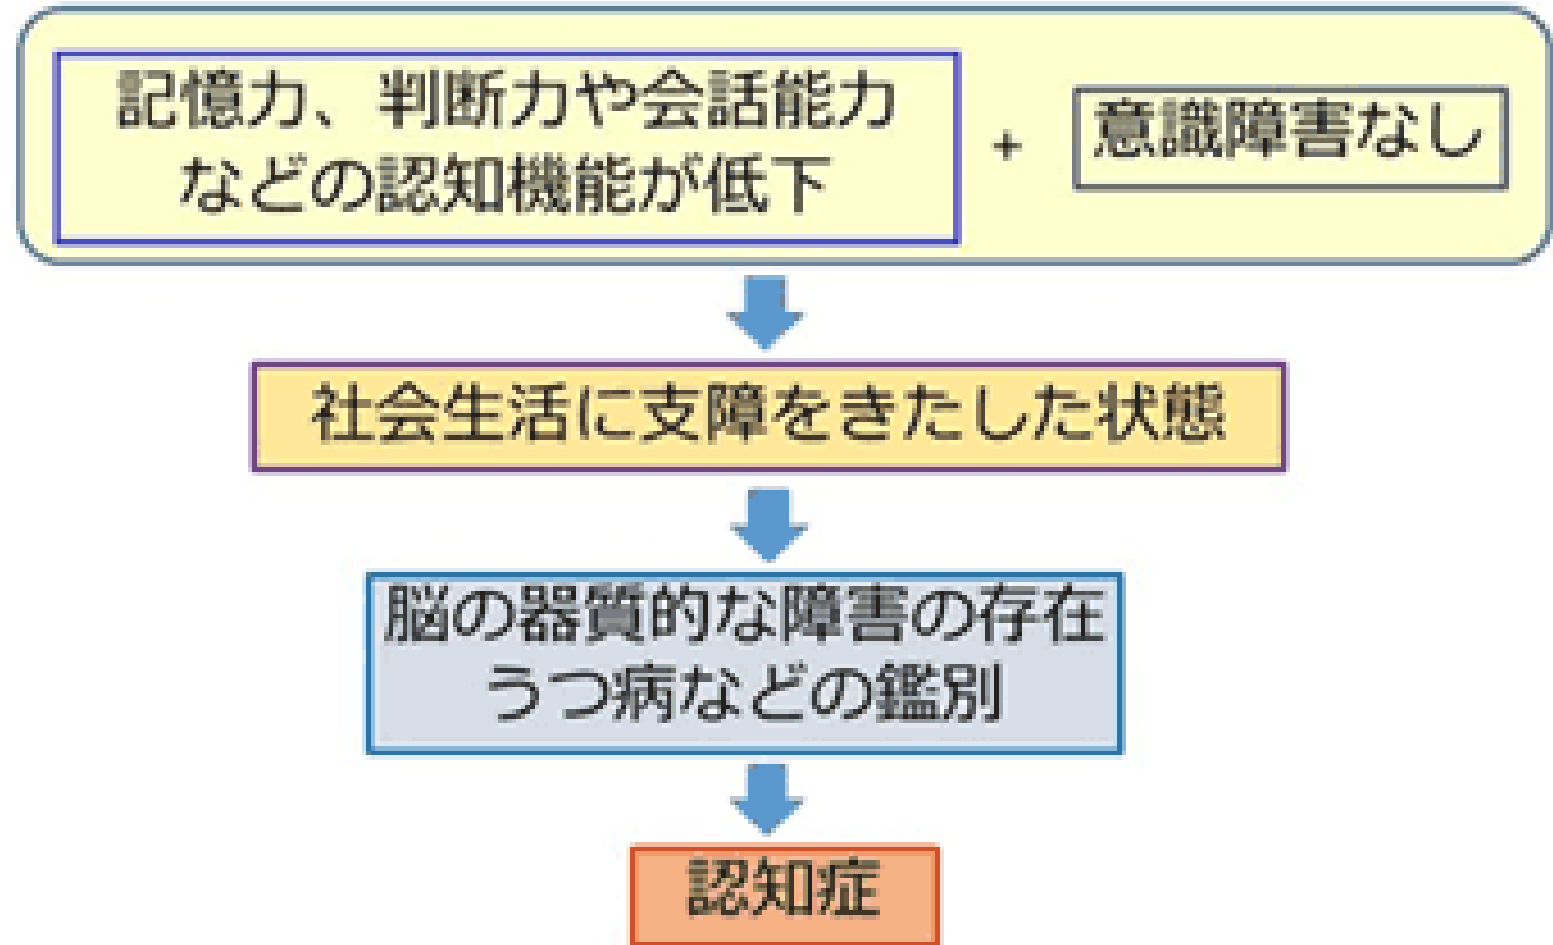 記憶力、判断力や会話能力
などの認知機能が低下
+
意識障害なし
社会生活に支障をきたした状態
脳の器質的な障害の存在
うつ病などの鑑別
認知症